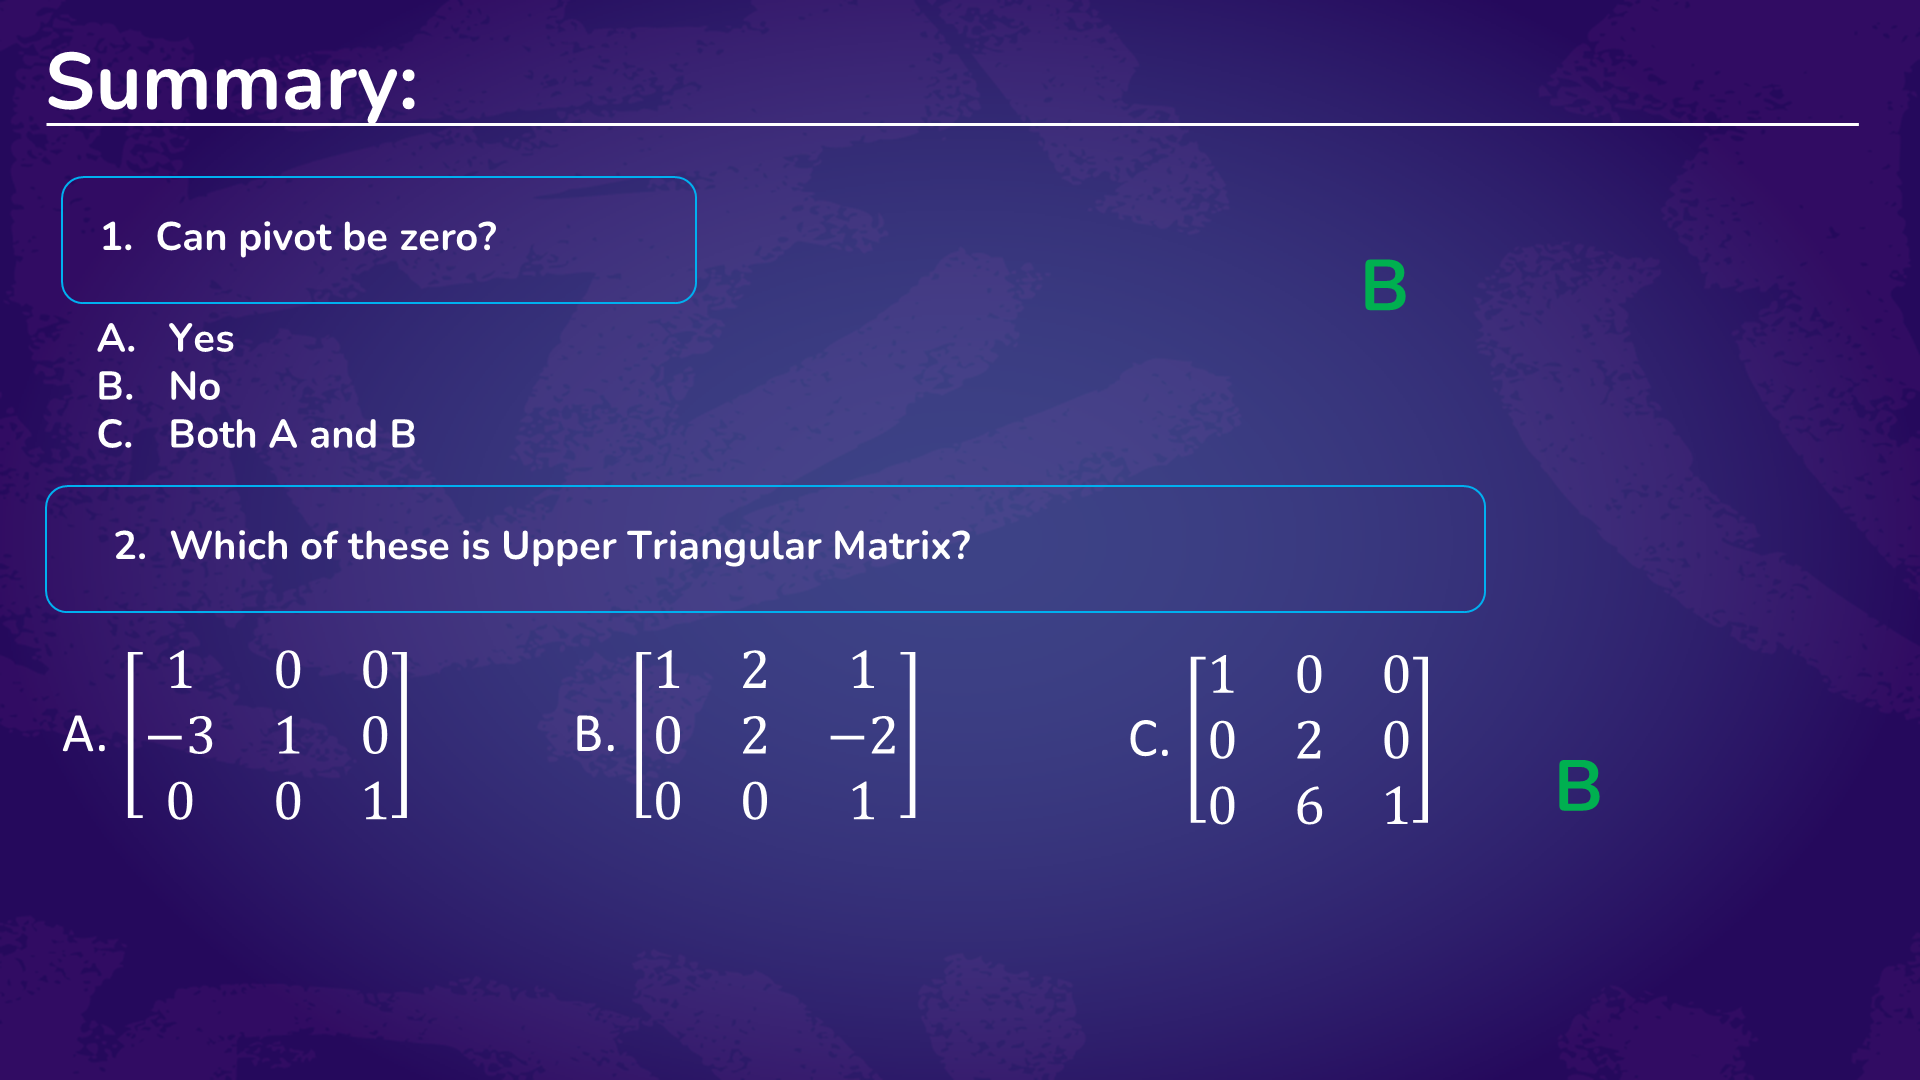 Summary:
1. Can pivot be zero?
B
A. Yes
B. No
C. Both A and B
2. Which of these is Upper Triangular Matrix?
A. [1 0 0
−3 1 0
0 0 1]
B. [1 2 1
0 2 −2
0 0 1]
C. [1 0 0
0 2 0
0 6 1]
B